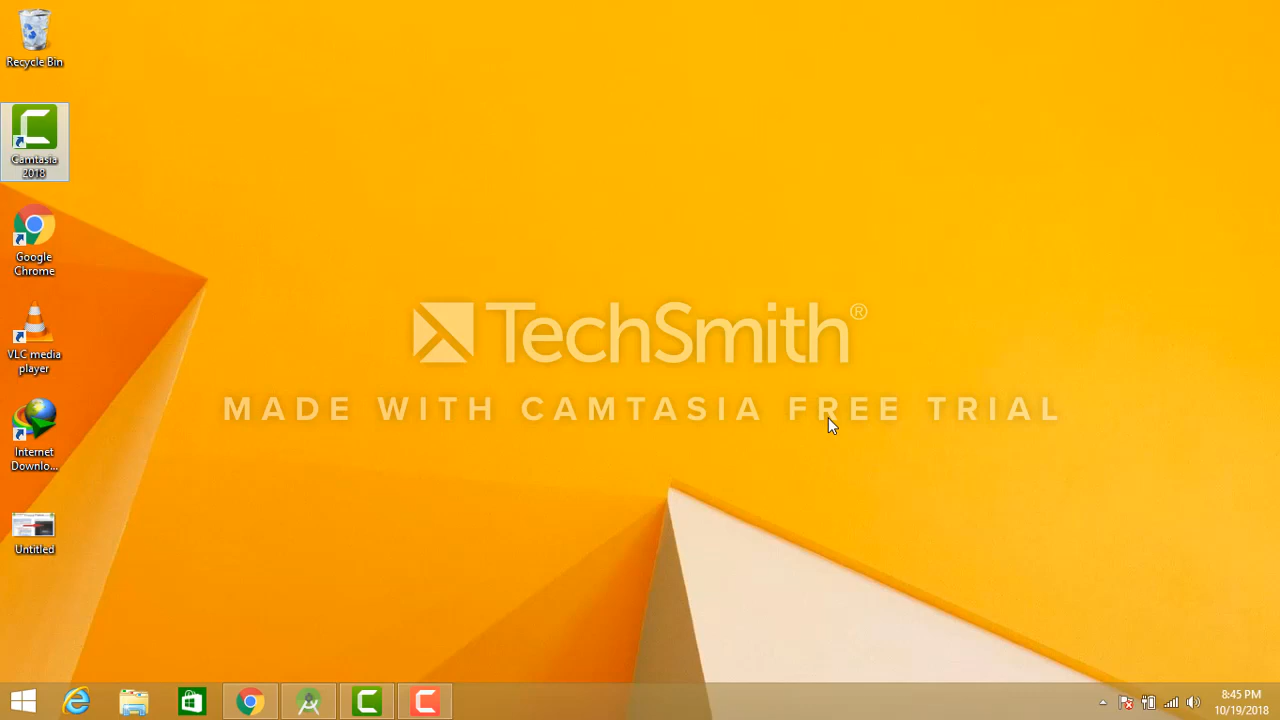 Recycle Bin
Camtasia
2018
Google
Chrome
VLC media
player
Internet
Downlo...
Untitled
TechSmith®
MADE WITH CAMTASIA FREE TRIAL
8:45 PM
10/19/2018